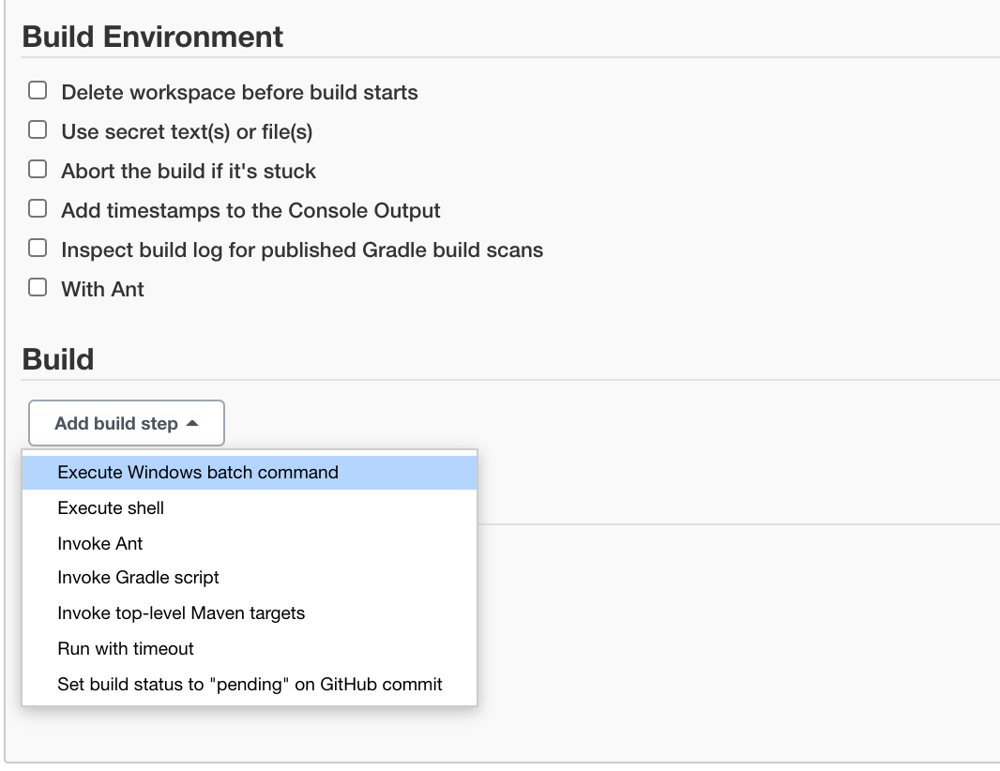 Build Environment
Delete workspace before build starts
Use secret text(s) or file(s)
Abort the build if it's stuck
Add timestamps to the Console Output
Inspect build log for published Gradle build scans
With Ant
Build
Add build step
Execute Windows batch command
Execute shell
Invoke Ant
Invoke Gradle script
Invoke top-level Maven targets
Run with timeout
Set build status to "pending" on GitHub commit